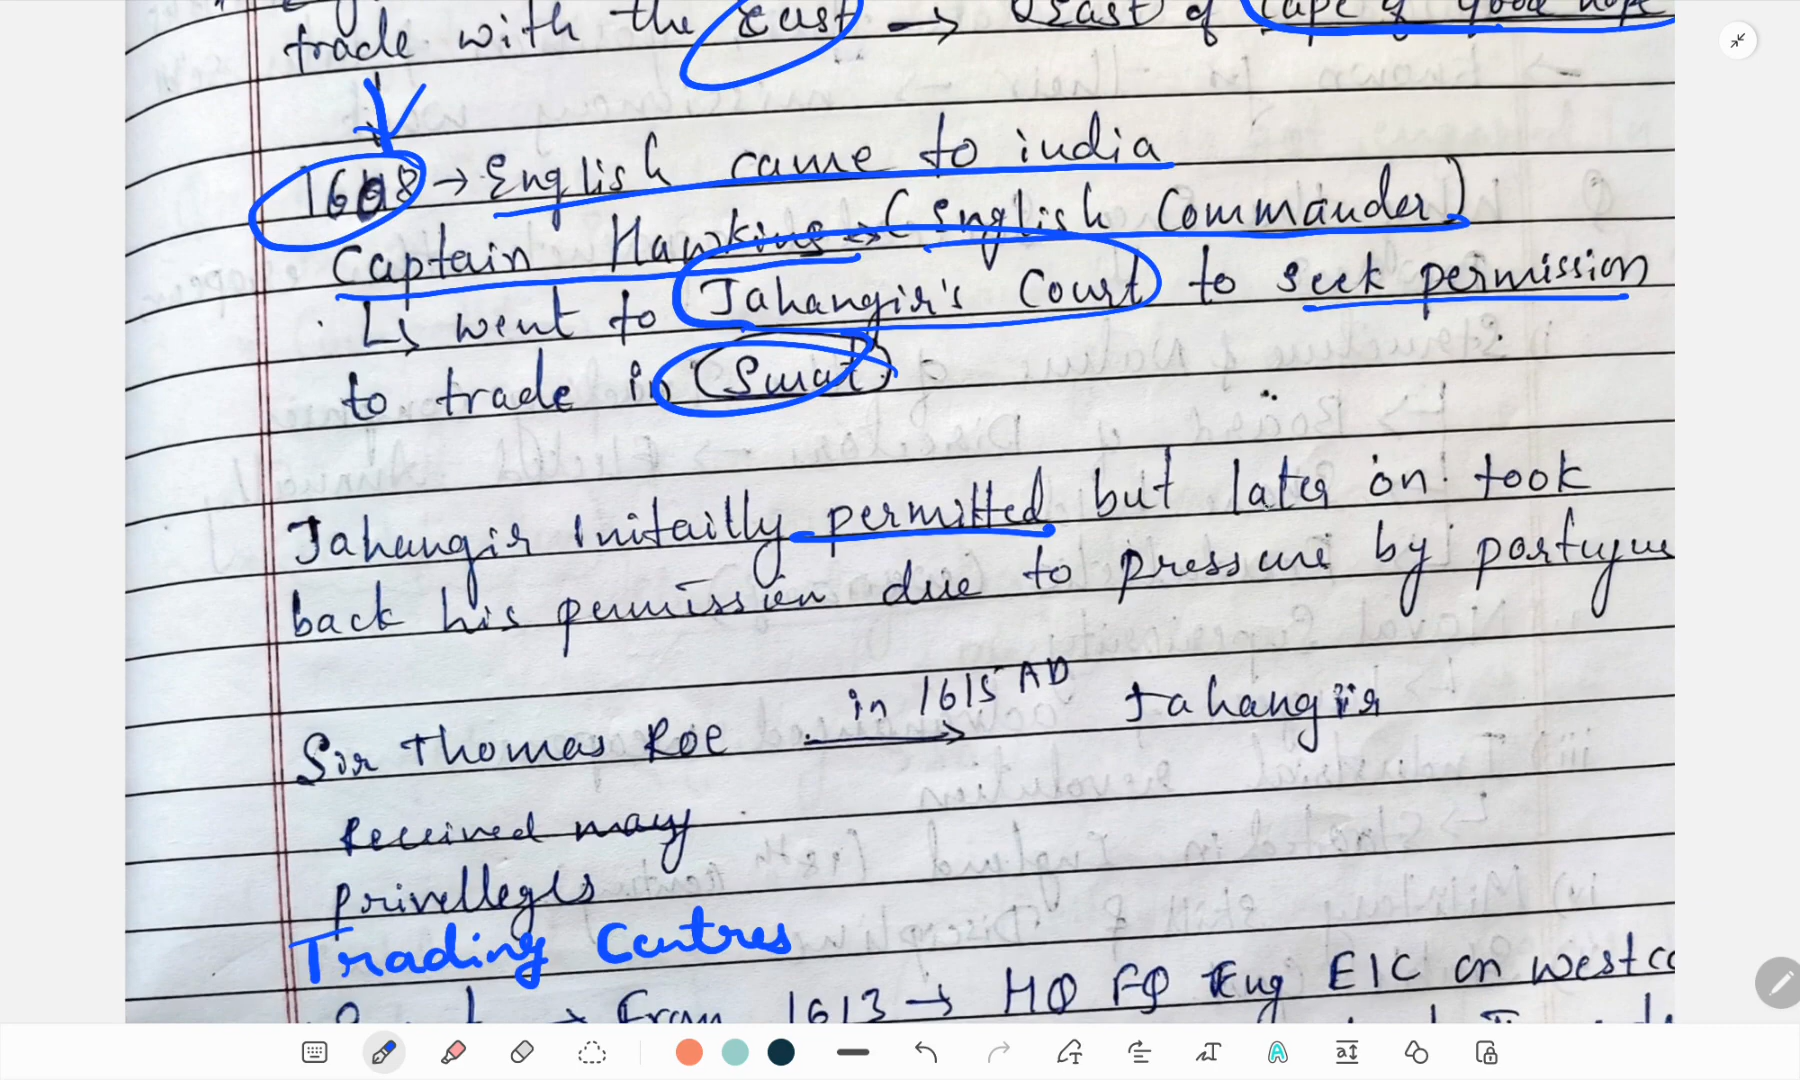 trade with the East → East of Cape of Good Hope
1608 → English came to india
Captain Hawkins → (English Commander)
↳ went to Jahangir's Court to seek permission
to trade in (Surat)
Jahangir Initailly permitted but later on took
back his permission due to pressure by portugue
Sir Thomas Roe in 1615 AD → Jahangir
Received many
privelleges
Trading Centres
→ From 1613 → HQ Eng EIC on west co